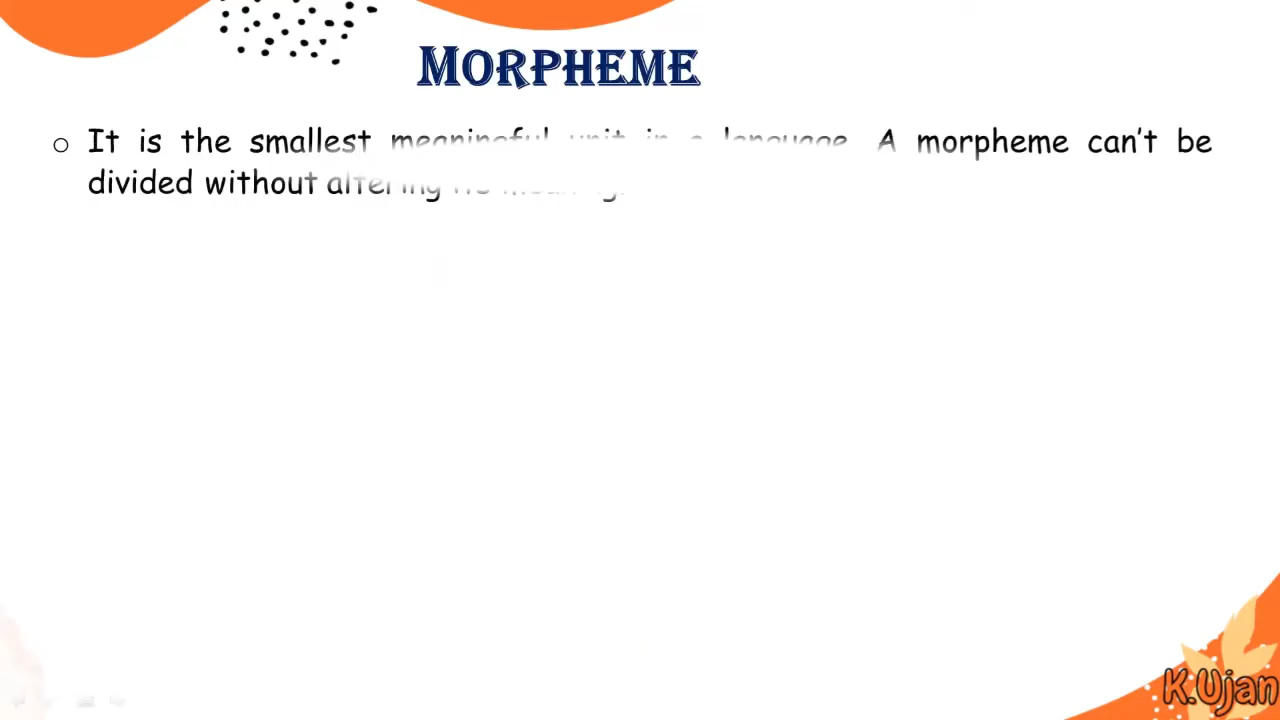 MORPHEME
It is the smallest meaningful unit in a language. A morpheme can't be
divided without altering its meaning.
K.Ujan